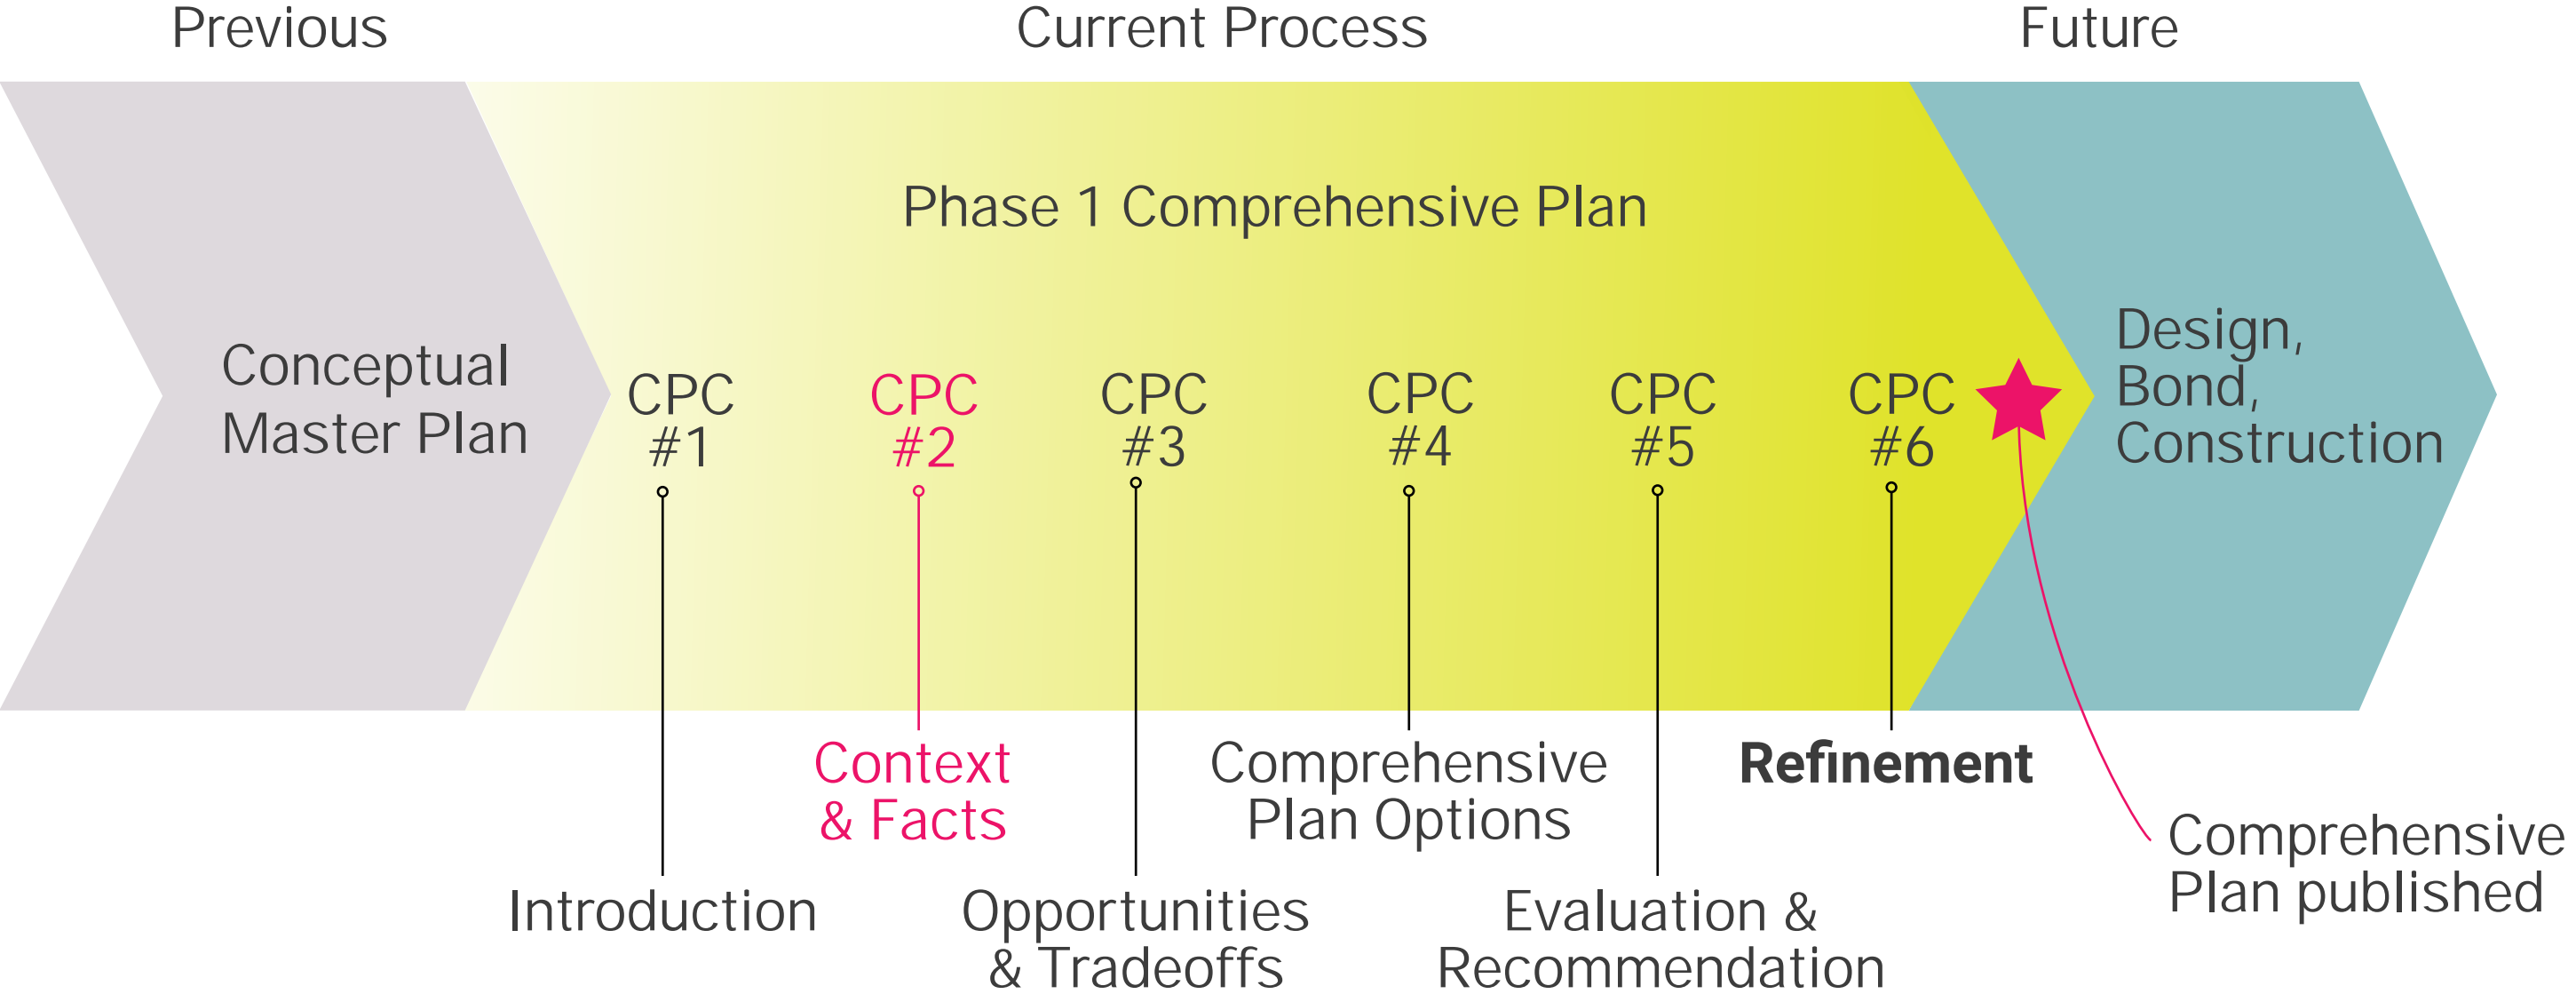 Previous
Current Process
Future
Phase 1 Comprehensive Plan
Conceptual
Master Plan
CPC
#1
CPC
#2
CPC
#3
CPC
#4
CPC
#5
CPC
#6
Design,
Bond,
Construction
Introduction
Context
& Facts
Opportunities
& Tradeoffs
Comprehensive
Plan Options
Evaluation &
Recommendation
Refinement
Comprehensive
Plan published